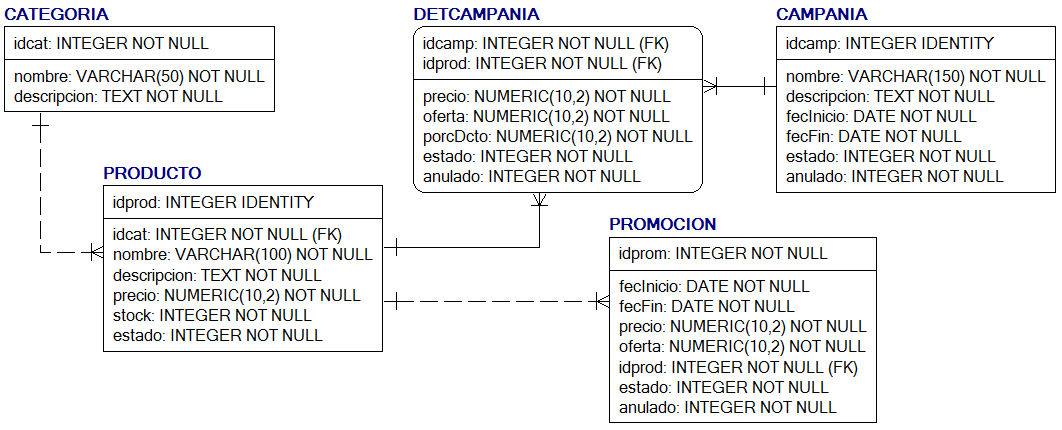 CATEGORIA
idcat: INTEGER NOT NULL
nombre: VARCHAR(50) NOT NULL
descripcion: TEXT NOT NULL
DETCAMPANIA
idcamp: INTEGER NOT NULL (FK)
idprod: INTEGER NOT NULL (FK)
precio: NUMERIC(10,2) NOT NULL
oferta: NUMERIC(10,2) NOT NULL
porcDcto: NUMERIC(10,2) NOT NULL
estado: INTEGER NOT NULL
anulado: INTEGER NOT NULL
CAMPANIA
idcamp: INTEGER IDENTITY
nombre: VARCHAR(150) NOT NULL
descripcion: TEXT NOT NULL
fecInicio: DATE NOT NULL
fecFin: DATE NOT NULL
estado: INTEGER NOT NULL
anulado: INTEGER NOT NULL
PRODUCTO
idprod: INTEGER IDENTITY
idcat: INTEGER NOT NULL (FK)
nombre: VARCHAR(100) NOT NULL
descripcion: TEXT NOT NULL
precio: NUMERIC(10,2) NOT NULL
stock: INTEGER NOT NULL
estado: INTEGER NOT NULL
PROMOCION
idprom: INTEGER NOT NULL
fecInicio: DATE NOT NULL
fecFin: DATE NOT NULL
precio: NUMERIC(10,2) NOT NULL
oferta: NUMERIC(10,2) NOT NULL
idprod: INTEGER NOT NULL (FK)
estado: INTEGER NOT NULL
anulado: INTEGER NOT NULL